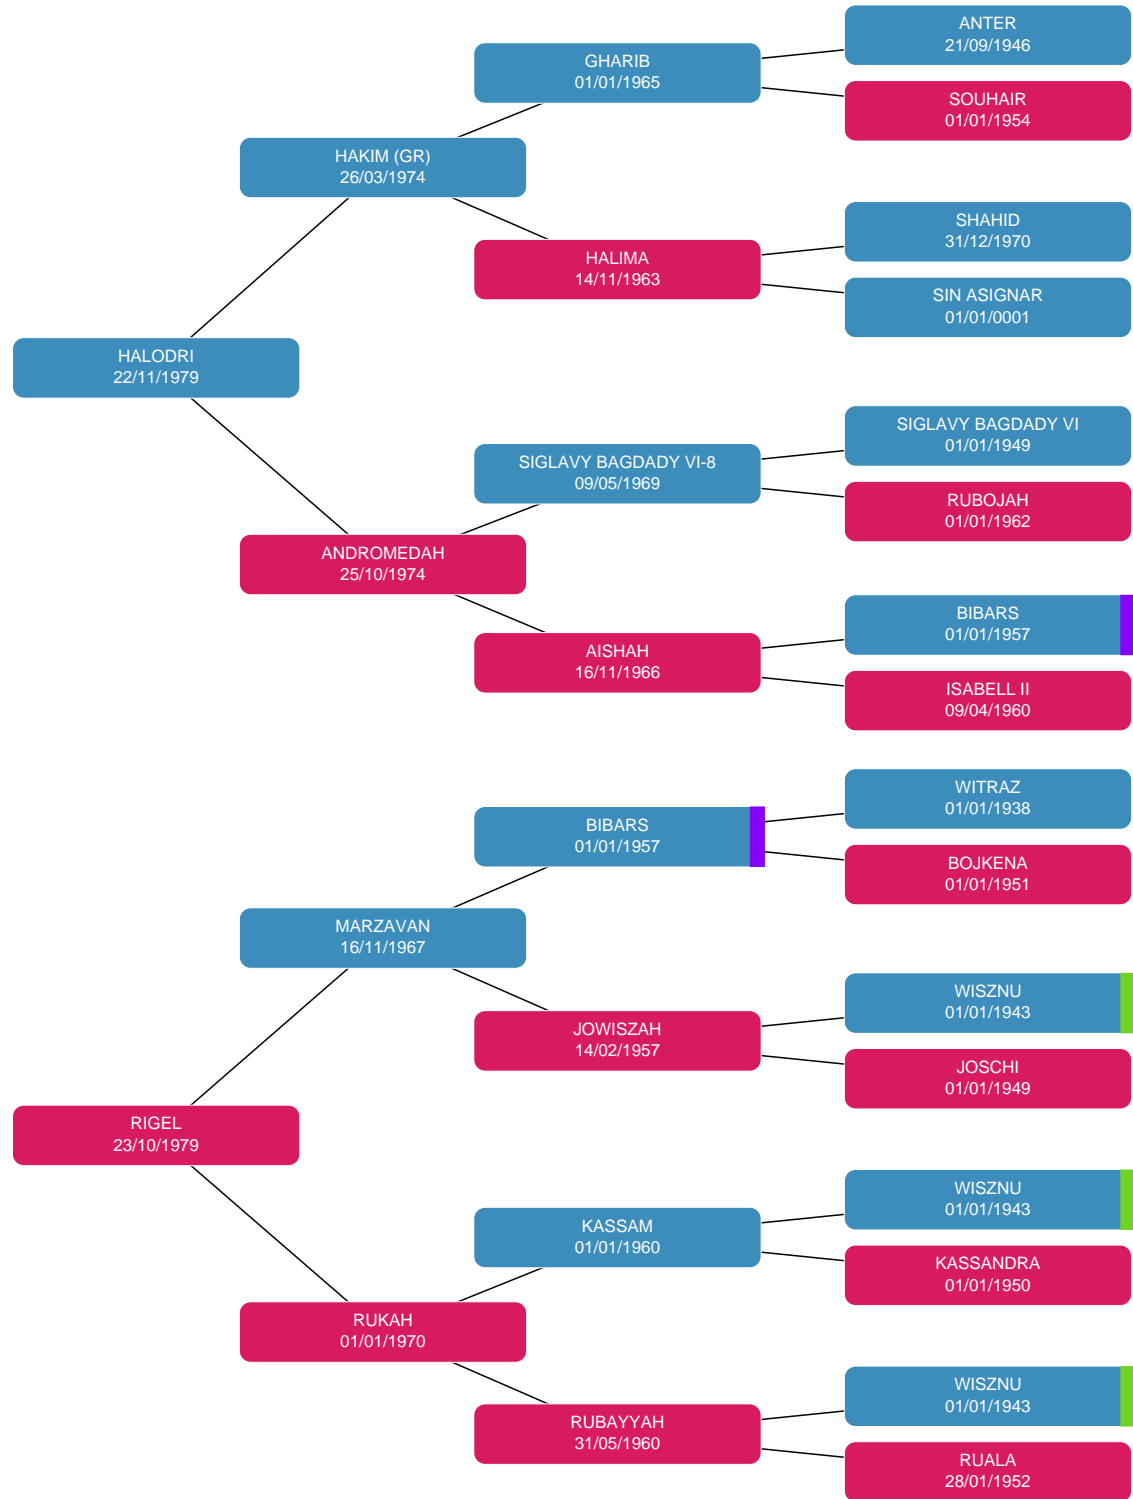 ANTER
21/09/1946
GHARIB
01/01/1965
SOUHAIR
01/01/1954
HAKIM (GR)
26/03/1974
SHAHID
31/12/1970
HALIMA
14/11/1963
SIN ASIGNAR
01/01/0001
HALODRI
22/11/1979
SIGLAVY BAGDADY VI
01/01/1949
SIGLAVY BAGDADY VI-8
09/05/1969
RUBOJAH
01/01/1962
ANDROMEDAH
25/10/1974
BIBARS
01/01/1957
AISHAH
16/11/1966
ISABELL II
09/04/1960
WITRAZ
01/01/1938
BIBARS
01/01/1957
BOJKENA
01/01/1951
MARZAVAN
16/11/1967
WISZNU
01/01/1943
JOWISZAH
14/02/1957
JOSCHI
01/01/1949
RIGEL
23/10/1979
WISZNU
01/01/1943
KASSAM
01/01/1960
KASSANDRA
01/01/1950
RUKAH
01/01/1970
WISZNU
01/01/1943
RUBAYYAH
31/05/1960
RUALA
28/01/1952